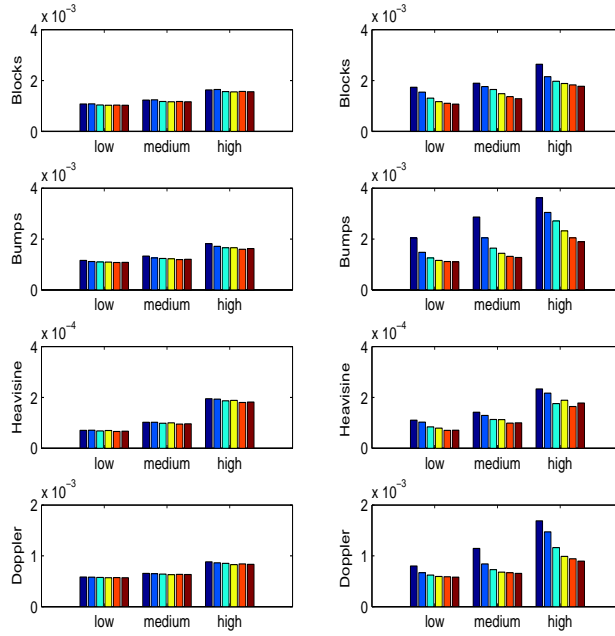 x 10⁻³
4
2
0
Blocks
low medium high
x 10⁻³
4
2
0
Blocks
low medium high
x 10⁻³
4
2
0
Bumps
low medium high
x 10⁻³
4
2
0
Bumps
low medium high
x 10⁻⁴
4
2
0
Heavisine
low medium high
x 10⁻⁴
4
2
0
Heavisine
low medium high
x 10⁻³
2
1
0
Doppler
low medium high
x 10⁻³
2
1
0
Doppler
low medium high